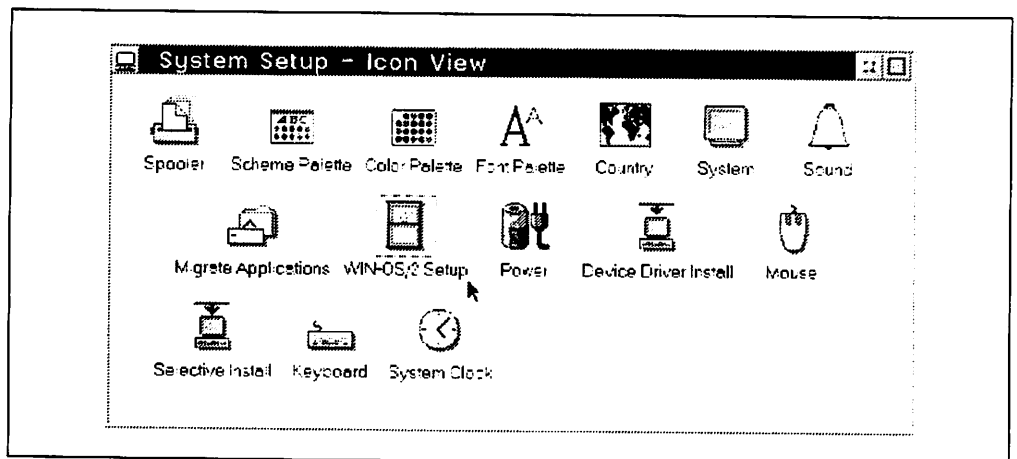 System Setup - Icon View
Spooler Scheme Palette Color Palette Font Palette Country System Sound
Migrate Applications WIN-OS/2 Setup Power Device Driver Install Mouse
Selective Install Keyboard System Clock